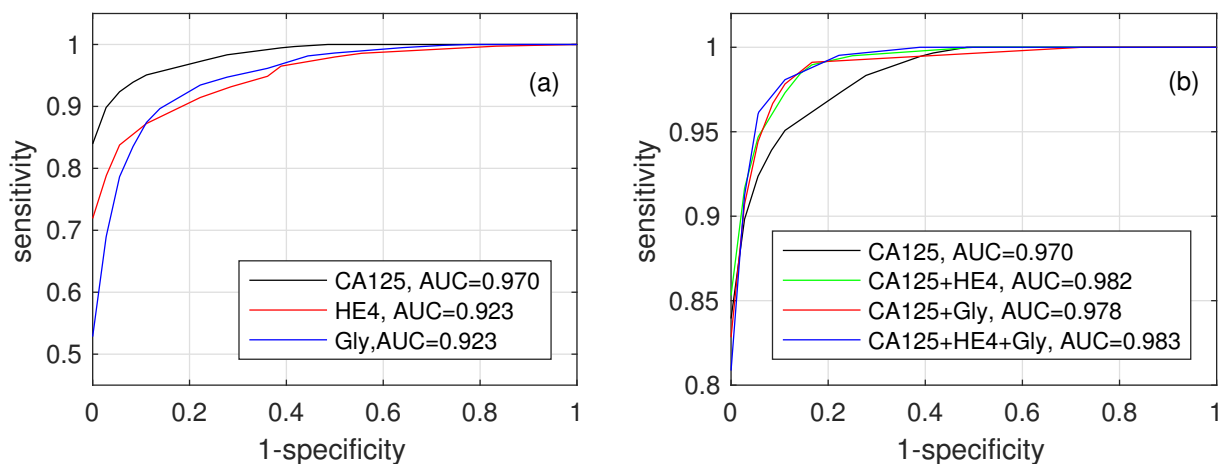 1
0.9
0.8
0.7
0.6
0.5
sensitivity
(a)
CA125, AUC=0.970
HE4, AUC=0.923
Gly,AUC=0.923
0
0.2
0.4
0.6
0.8
1
1-specificity
1
0.95
0.9
0.85
0.8
sensitivity
(b)
CA125, AUC=0.970
CA125+HE4, AUC=0.982
CA125+Gly, AUC=0.978
CA125+HE4+Gly, AUC=0.983
0
0.2
0.4
0.6
0.8
1
1-specificity